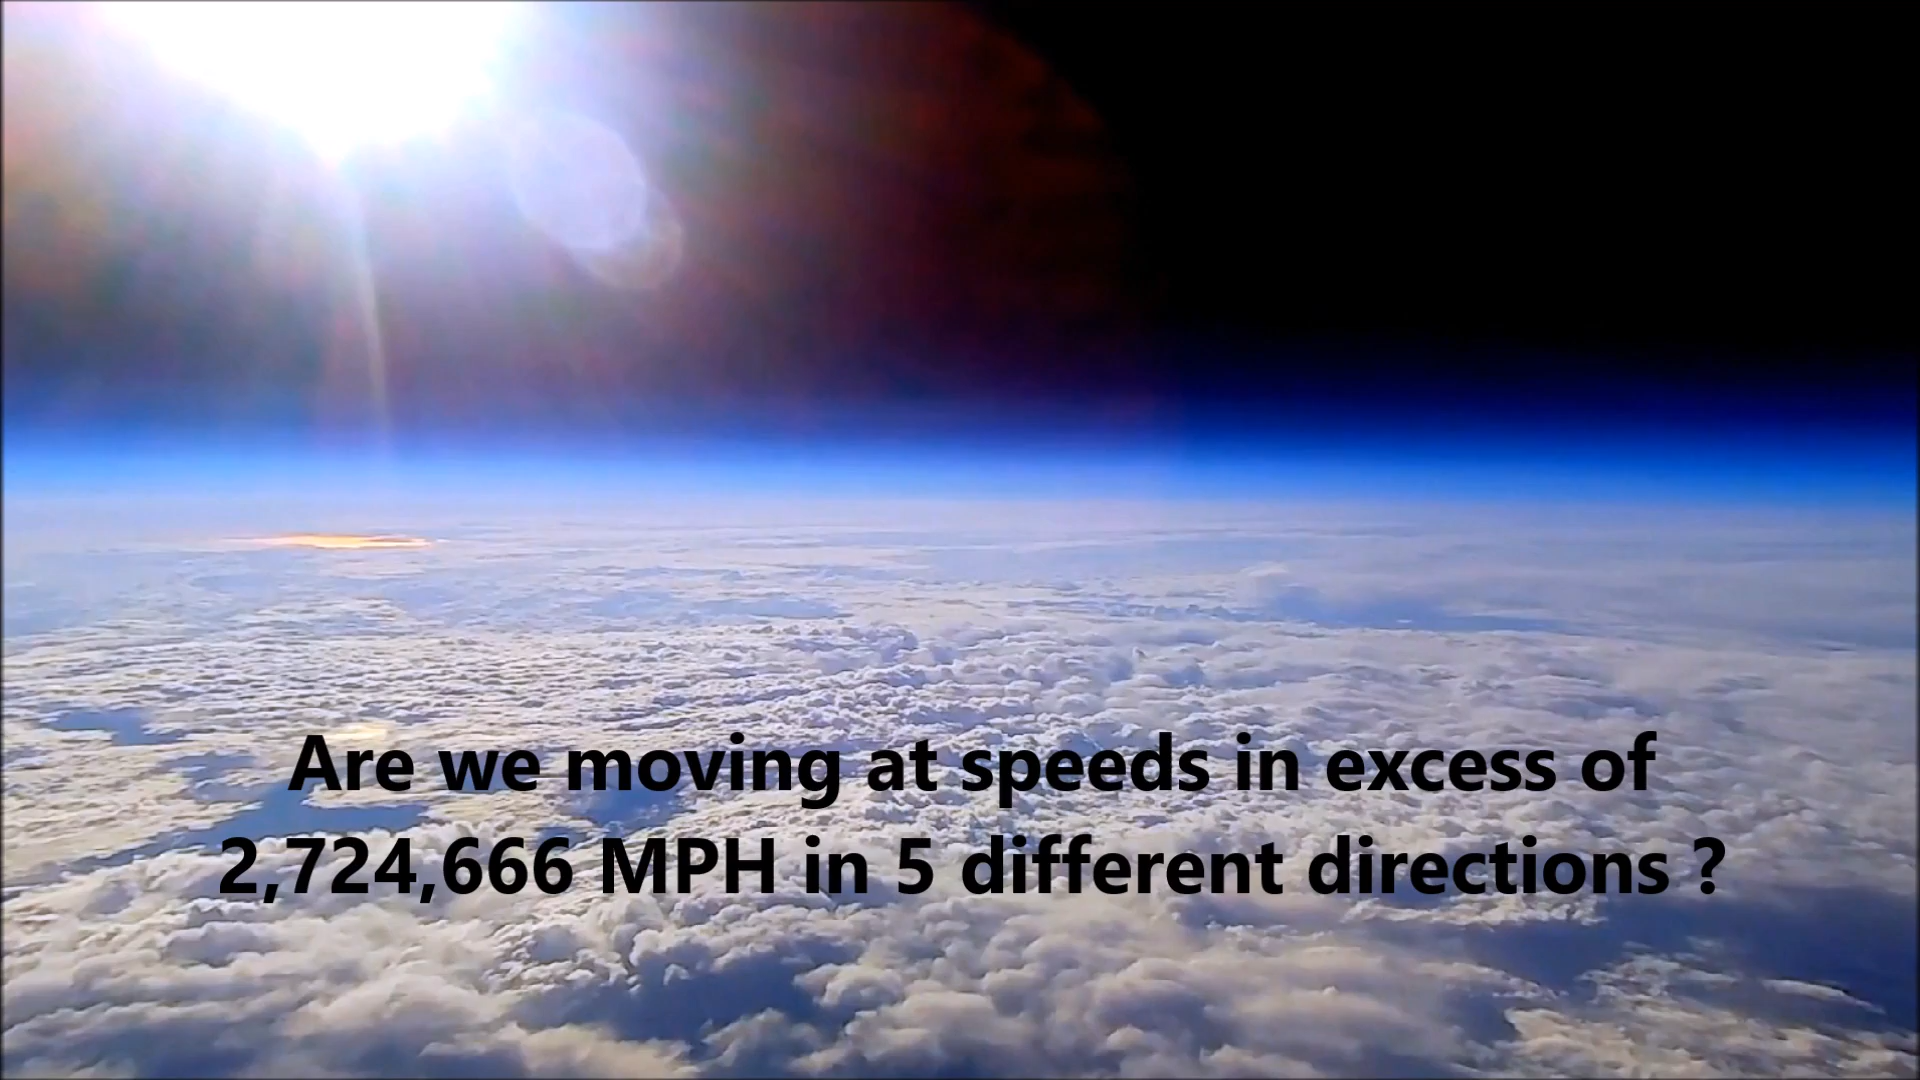 Are we moving at speeds in excess of
2,724,666 MPH in 5 different directions ?